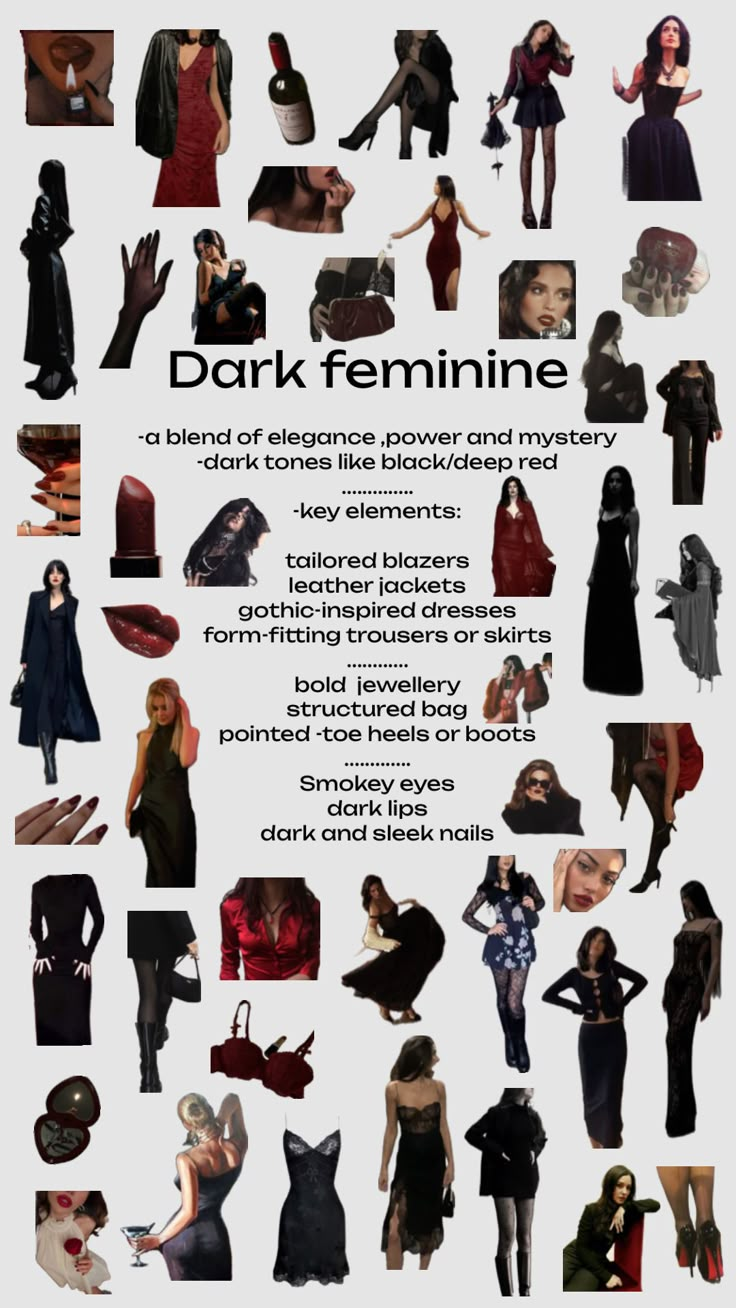 Dark feminine
-a blend of elegance ,power and mystery
-dark tones like black/deep red
..............
-key elements:
tailored blazers
leather jackets
gothic-inspired dresses
form-fitting trousers or skirts
............
bold jewellery
structured bag
pointed -toe heels or boots
.............
Smokey eyes
dark lips
dark and sleek nails